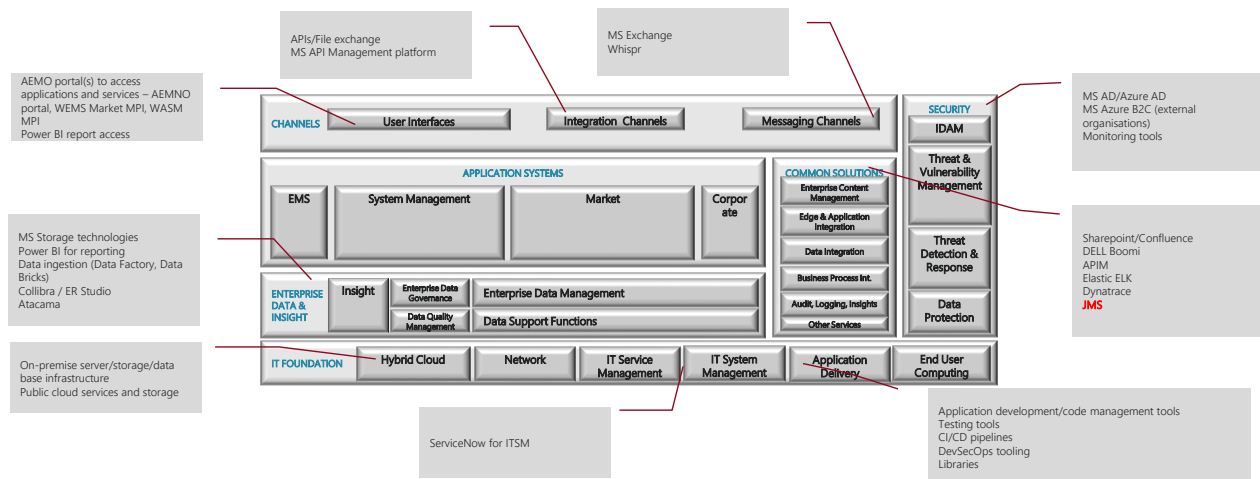 APIs/File exchange
MS API Management platform
MS Exchange
Whispr
AEMO portal(s) to access
applications and services – AEMNO
portal, WEMS Market MPI, WASM
MPI
Power BI report access
MS AD/Azure AD
MS Azure B2C (external
organisations)
Monitoring tools
CHANNELS
User Interfaces
Integration Channels
Messaging Channels
SECURITY
IDAM
Threat &
Vulnerability
Management
Threat
Detection &
Response
Data
Protection
APPLICATION SYSTEMS
EMS
System Management
Market
Corpor
ate
COMMON SOLUTIONS
Enterprise Content
Management
Edge & Application
Integration
Data Integration
Business Process Int.
Audit, Logging, Insights
Other Services
MS Storage technologies
Power BI for reporting
Data ingestion (Data Factory, Data
Bricks)
Collibra / ER Studio
Atacama
Sharepoint/Confluence
DELL Boomi
APIM
Elastic ELK
Dynatrace
JMS
ENTERPRISE
DATA &
INSIGHT
Insight
Enterprise Data
Governance
Data Quality
Management
Enterprise Data Management
Data Support Functions
IT FOUNDATION
Hybrid Cloud
Network
IT Service
Management
IT System
Management
Application
Delivery
End User
Computing
On-premise server/storage/data
base infrastructure
Public cloud services and storage
ServiceNow for ITSM
Application development/code management tools
Testing tools
CI/CD pipelines
DevSecOps tooling
Libraries